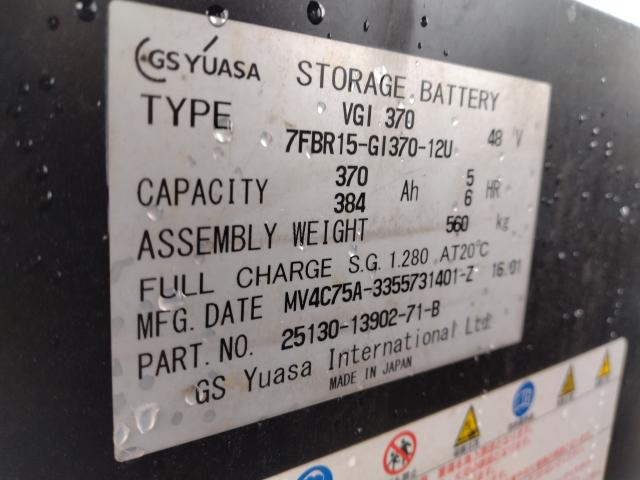 GS YUASA STORAGE BATTERY
TYPE VGI 370
7FBR15-GI370-12U 48 V
CAPACITY 370 Ah 5 HR
384 6
ASSEMBLY WEIGHT 560 kg
FULL CHARGE S.G. 1.280 AT20℃
MFG. DATE MV4C75A-3355731401-Z 16.01
PART. NO. 25130-13902-71-B
GS Yuasa International Ltd.
MADE IN JAPAN